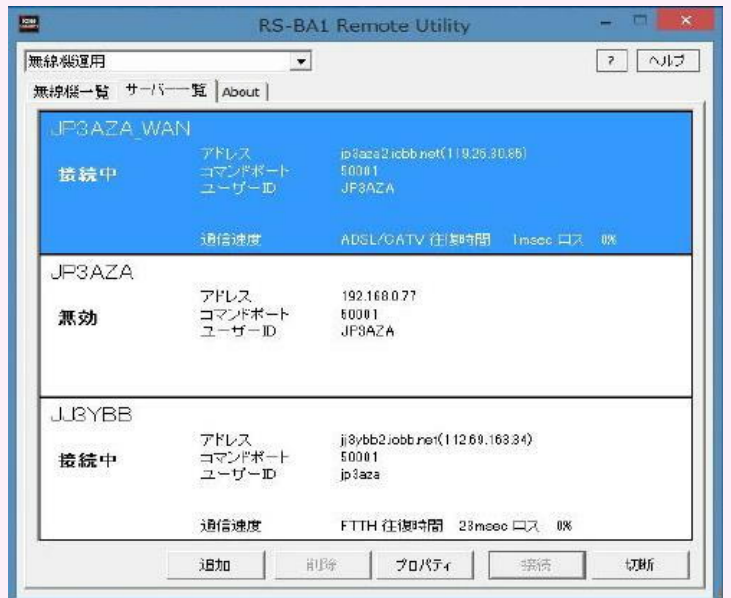 RS-BA1 Remote Utility
無線機運用
? ヘルプ
無線機一覧 サーバー一覧 About
JP3AZA_WAN
接続中
アドレス jp3aza2.iobb.net(119.26.30.85)
コマンドポート 50001
ユーザーID JP3AZA
通信速度 ADSL/CATV 往復時間 1msec ロス 0%
JP3AZA
無効
アドレス 192.168.0.77
コマンドポート 50001
ユーザーID JP3AZA
JJ3YBB
接続中
アドレス jj3ybb2.iobb.net(112.69.163.34)
コマンドポート 50001
ユーザーID jp3aza
通信速度 FTTH 往復時間 23msec ロス 0%
追加 削除 プロパティ 接続 切断